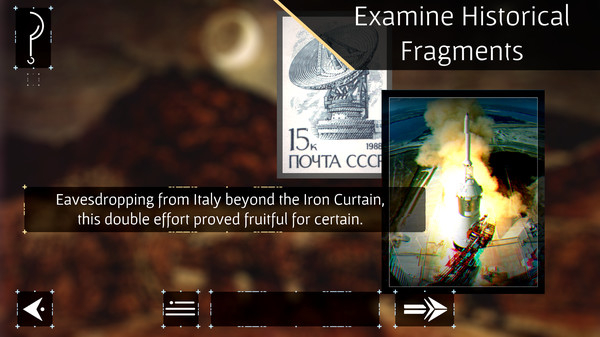 Examine Historical
Fragments
15к
1988
ПОЧТА СССР
Eavesdropping from Italy beyond the Iron Curtain,
this double effort proved fruitful for certain.